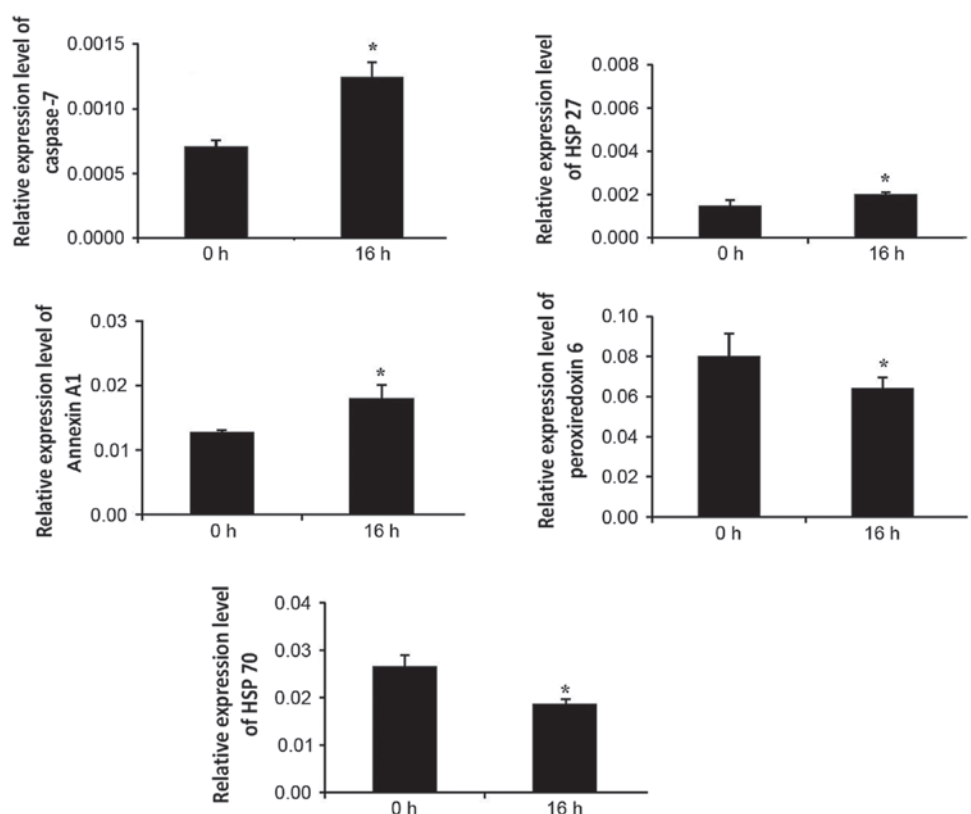 Relative expression level of
caspase-7
0.0015
0.0010
0.0005
0.0000
*
0 h
16 h
Relative expression level
of HSP 27
0.008
0.006
0.004
0.002
0.000
*
0 h
16 h
Relative expression level of
Annexin A1
0.03
0.02
0.01
0.00
*
0 h
16 h
Relative expression level of
peroxiredoxin 6
0.10
0.08
0.06
0.04
0.02
0.00
*
0 h
16 h
Relative expression level
of HSP 70
0.04
0.03
0.02
0.01
0.00
*
0 h
16 h